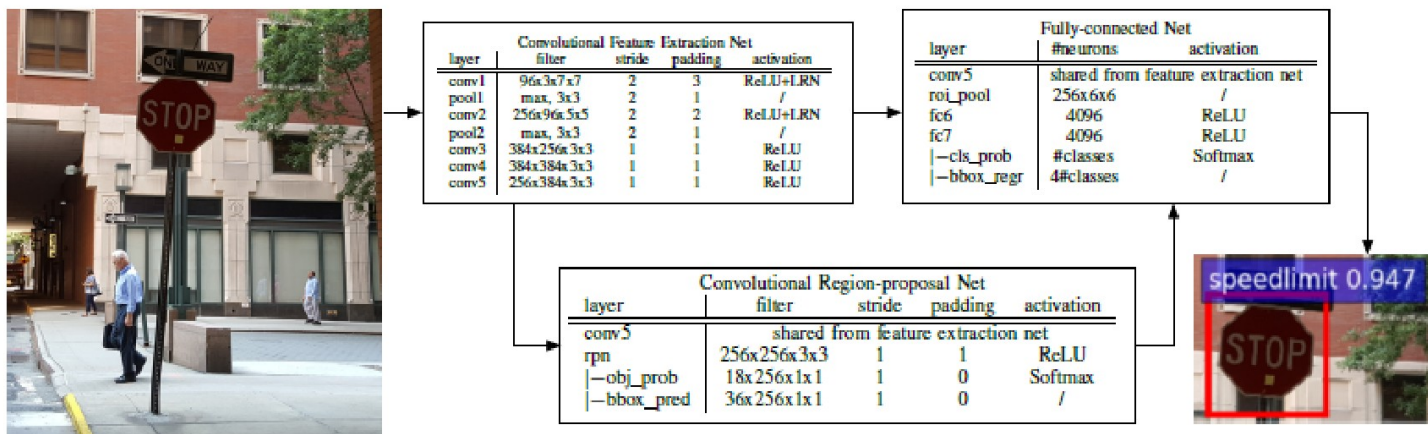 ONE WAY
STOP
Convolutional Feature Extraction Net
layer filter stride padding activation
conv1 96x3x7x7 2 3 ReLU+LRN
pool1 max, 3x3 2 1 /
conv2 256x96x5x5 2 2 ReLU+LRN
pool2 max, 3x3 2 1 /
conv3 384x256x3x3 1 1 ReLU
conv4 384x384x3x3 1 1 ReLU
conv5 256x384x3x3 1 1 ReLU
Fully-connected Net
layer #neurons activation
conv5 shared from feature extraction net
roi_pool 256x6x6 /
fc6 4096 ReLU
fc7 4096 ReLU
|—cls_prob #classes Softmax
|—bbox_regr 4#classes /
Convolutional Region-proposal Net
layer filter stride padding activation
conv5 shared from feature extraction net
rpn 256x256x3x3 1 1 ReLU
|—obj_prob 18x256x1x1 1 0 Softmax
|—bbox_pred 36x256x1x1 1 0 /
speedlimit 0.947
STOP